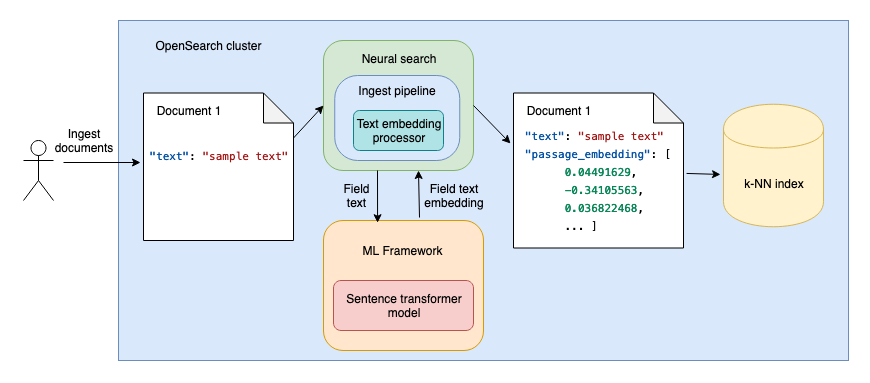 OpenSearch cluster
Ingest
documents
Document 1
"text": "sample text"
Neural search
Ingest pipeline
Text embedding
processor
Field
text
Field text
embedding
ML Framework
Sentence transformer
model
Document 1
"text": "sample text"
"passage_embedding": [
0.04491629,
-0.34105563,
0.036822468,
... ]
k-NN index